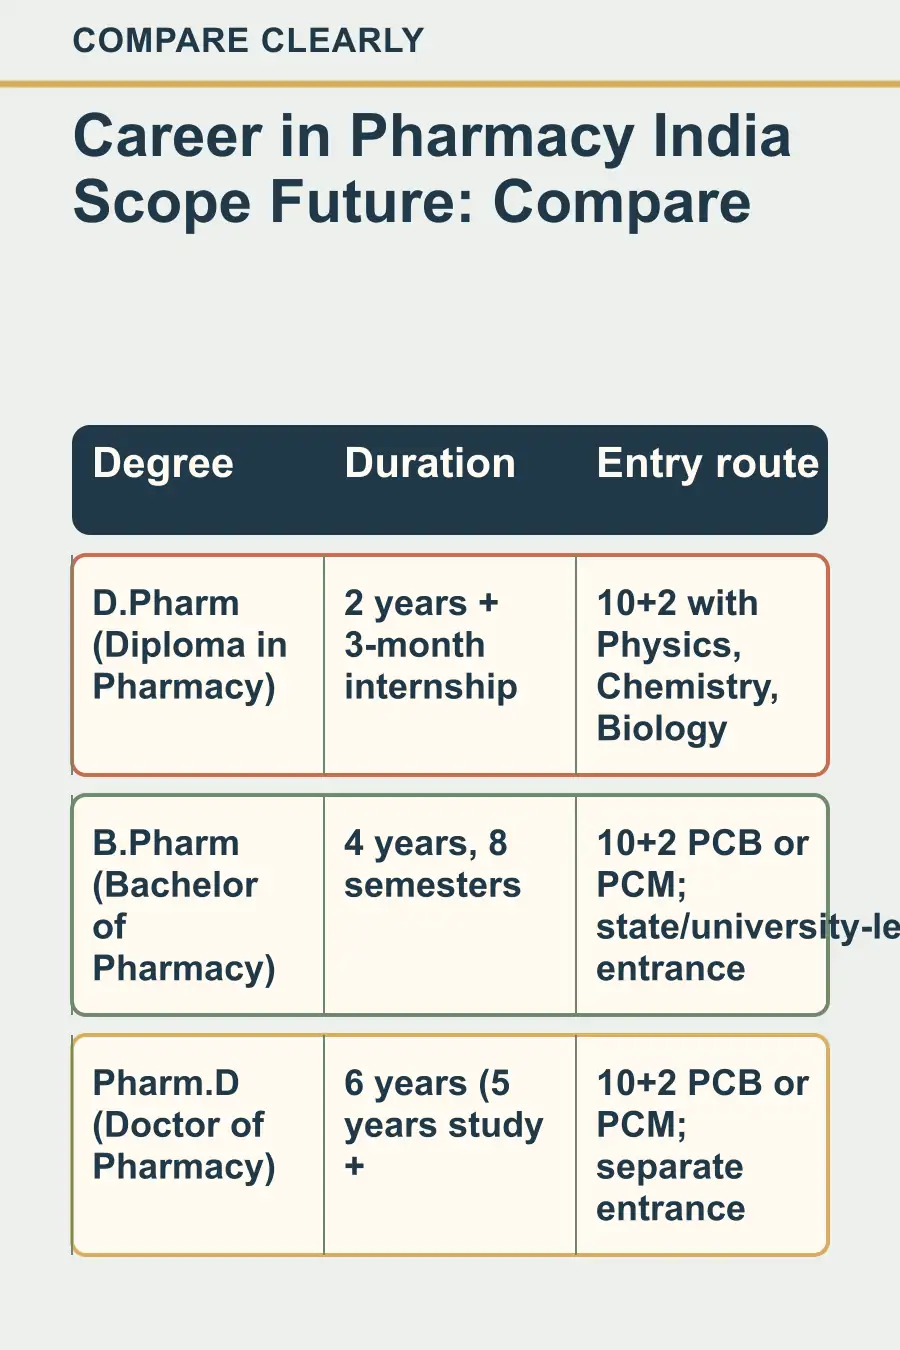 COMPARE CLEARLY
Career in Pharmacy India
Scope Future: Compare
Degree Duration Entry route
D.Pharm
(Diploma in
Pharmacy)
2 years +
3-month
internship
10+2 with
Physics,
Chemistry,
Biology
B.Pharm
(Bachelor
of
Pharmacy)
4 years, 8
semesters
10+2 PCB or
PCM;
state/university-le
entrance
Pharm.D
(Doctor of
Pharmacy)
6 years (5
years study
+
10+2 PCB or
PCM;
separate
entrance